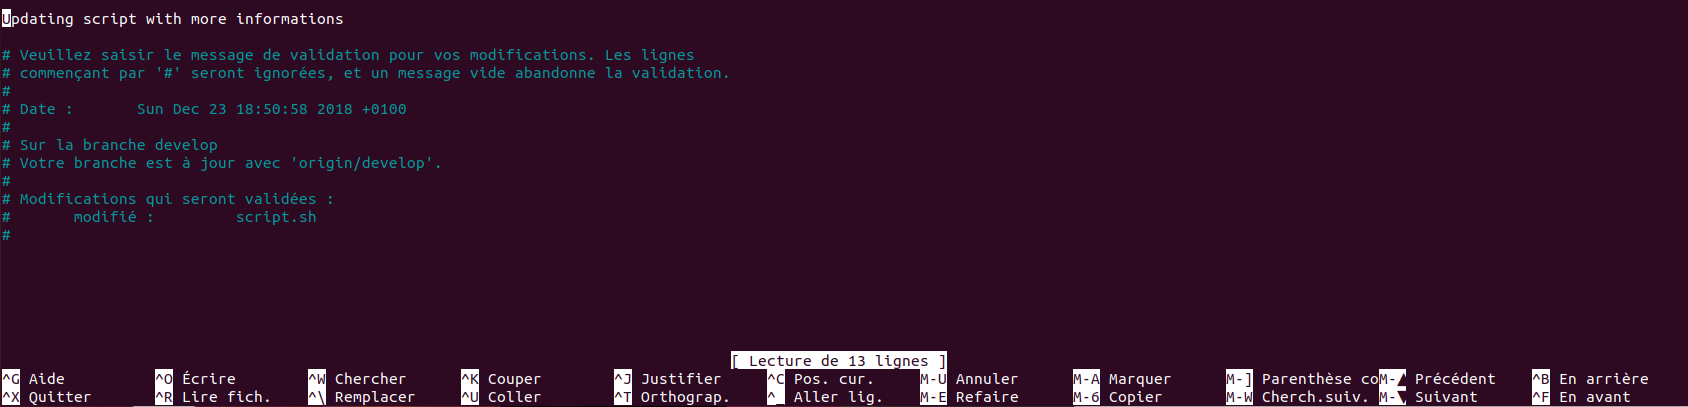 Updating script with more informations
# Veuillez saisir le message de validation pour vos modifications. Les lignes
# commençant par '#' seront ignorées, et un message vide abandonne la validation.
#
# Date :       Sun Dec 23 18:50:58 2018 +0100
#
# Sur la branche develop
# Votre branche est à jour avec 'origin/develop'.
#
# Modifications qui seront validées :
#       modifié :         script.sh
#
[ Lecture de 13 lignes ]
^G Aide ^O Écrire ^W Chercher ^K Couper ^J Justifier ^C Pos. cur. M-U Annuler M-A Marquer M-] Parenthèse co M-▲ Précédent ^B En arrière
^X Quitter ^R Lire fich. ^\ Remplacer ^U Coller ^T Orthograp. ^_ Aller lig. M-E Refaire M-6 Copier M-W Cherch.suiv. M-▼ Suivant ^F En avant